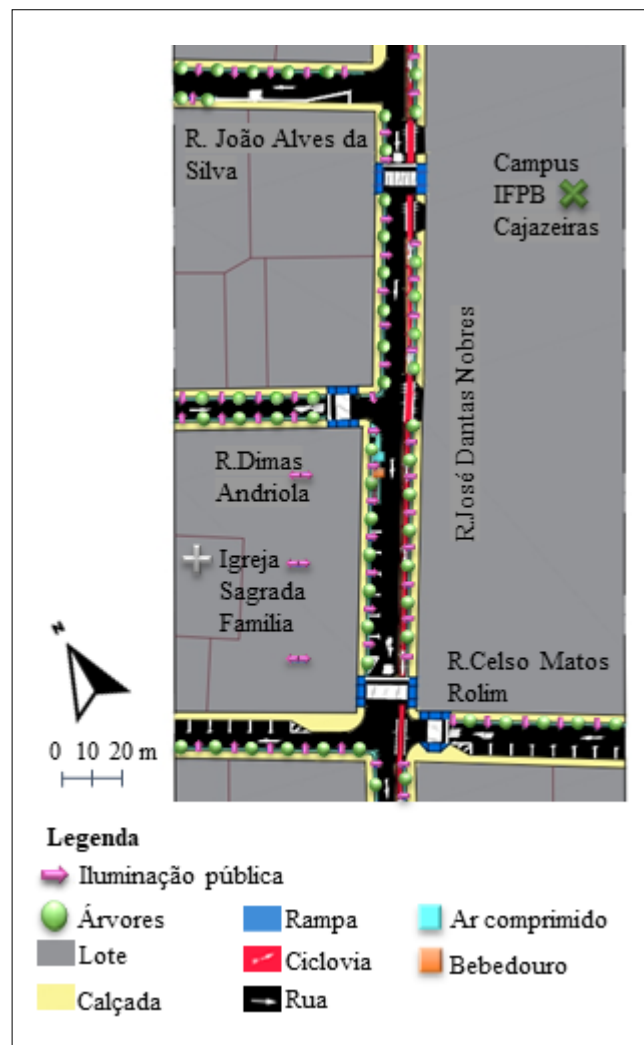 R. João Alves da
Silva
Campus
IFPB
Cajazeiras
R.José Dantas Nobres
R.Dimas
Andriola
Igreja
Sagrada
Família
R.Celso Matos
Rolim
N
0 10 20 m
Legenda
Iluminação pública
Árvores
Rampa
Ar comprimido
Lote
Ciclovia
Bebedouro
Calçada
Rua